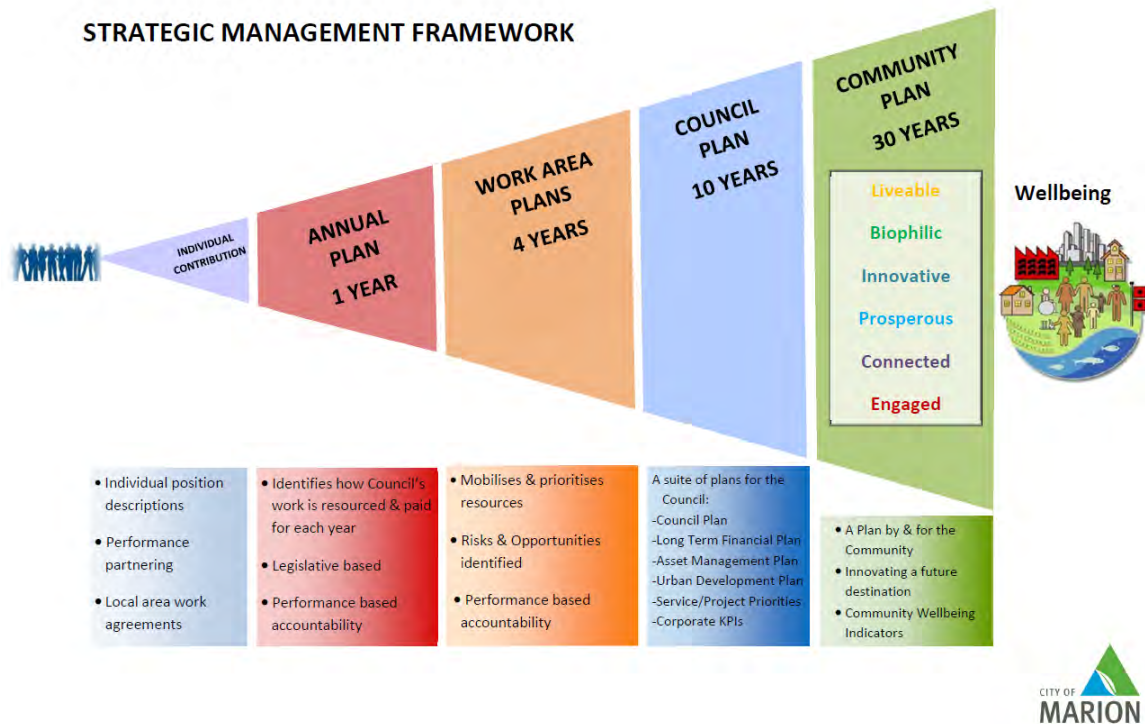 STRATEGIC MANAGEMENT FRAMEWORK
INDIVIDUAL
CONTRIBUTION
ANNUAL
PLAN
1 YEAR
WORK AREA
PLANS
4 YEARS
COUNCIL
PLAN
10 YEARS
COMMUNITY
PLAN
30 YEARS
Liveable
Biophilic
Innovative
Prosperous
Connected
Engaged
Wellbeing
• Individual position
descriptions
• Performance
partnering
• Local area work
agreements
• Identifies how Council's
work is resourced & paid
for each year
• Legislative based
• Performance based
accountability
• Mobilises & prioritises
resources
• Risks & Opportunities
identified
• Performance based
accountability
A suite of plans for the
Council:
-Council Plan
-Long Term Financial Plan
-Asset Management Plan
-Urban Development Plan
-Service/Project Priorities
-Corporate KPIs
• A Plan by & for the
Community
• Innovating a future
destination
• Community Wellbeing
Indicators
CITY OF
MARION